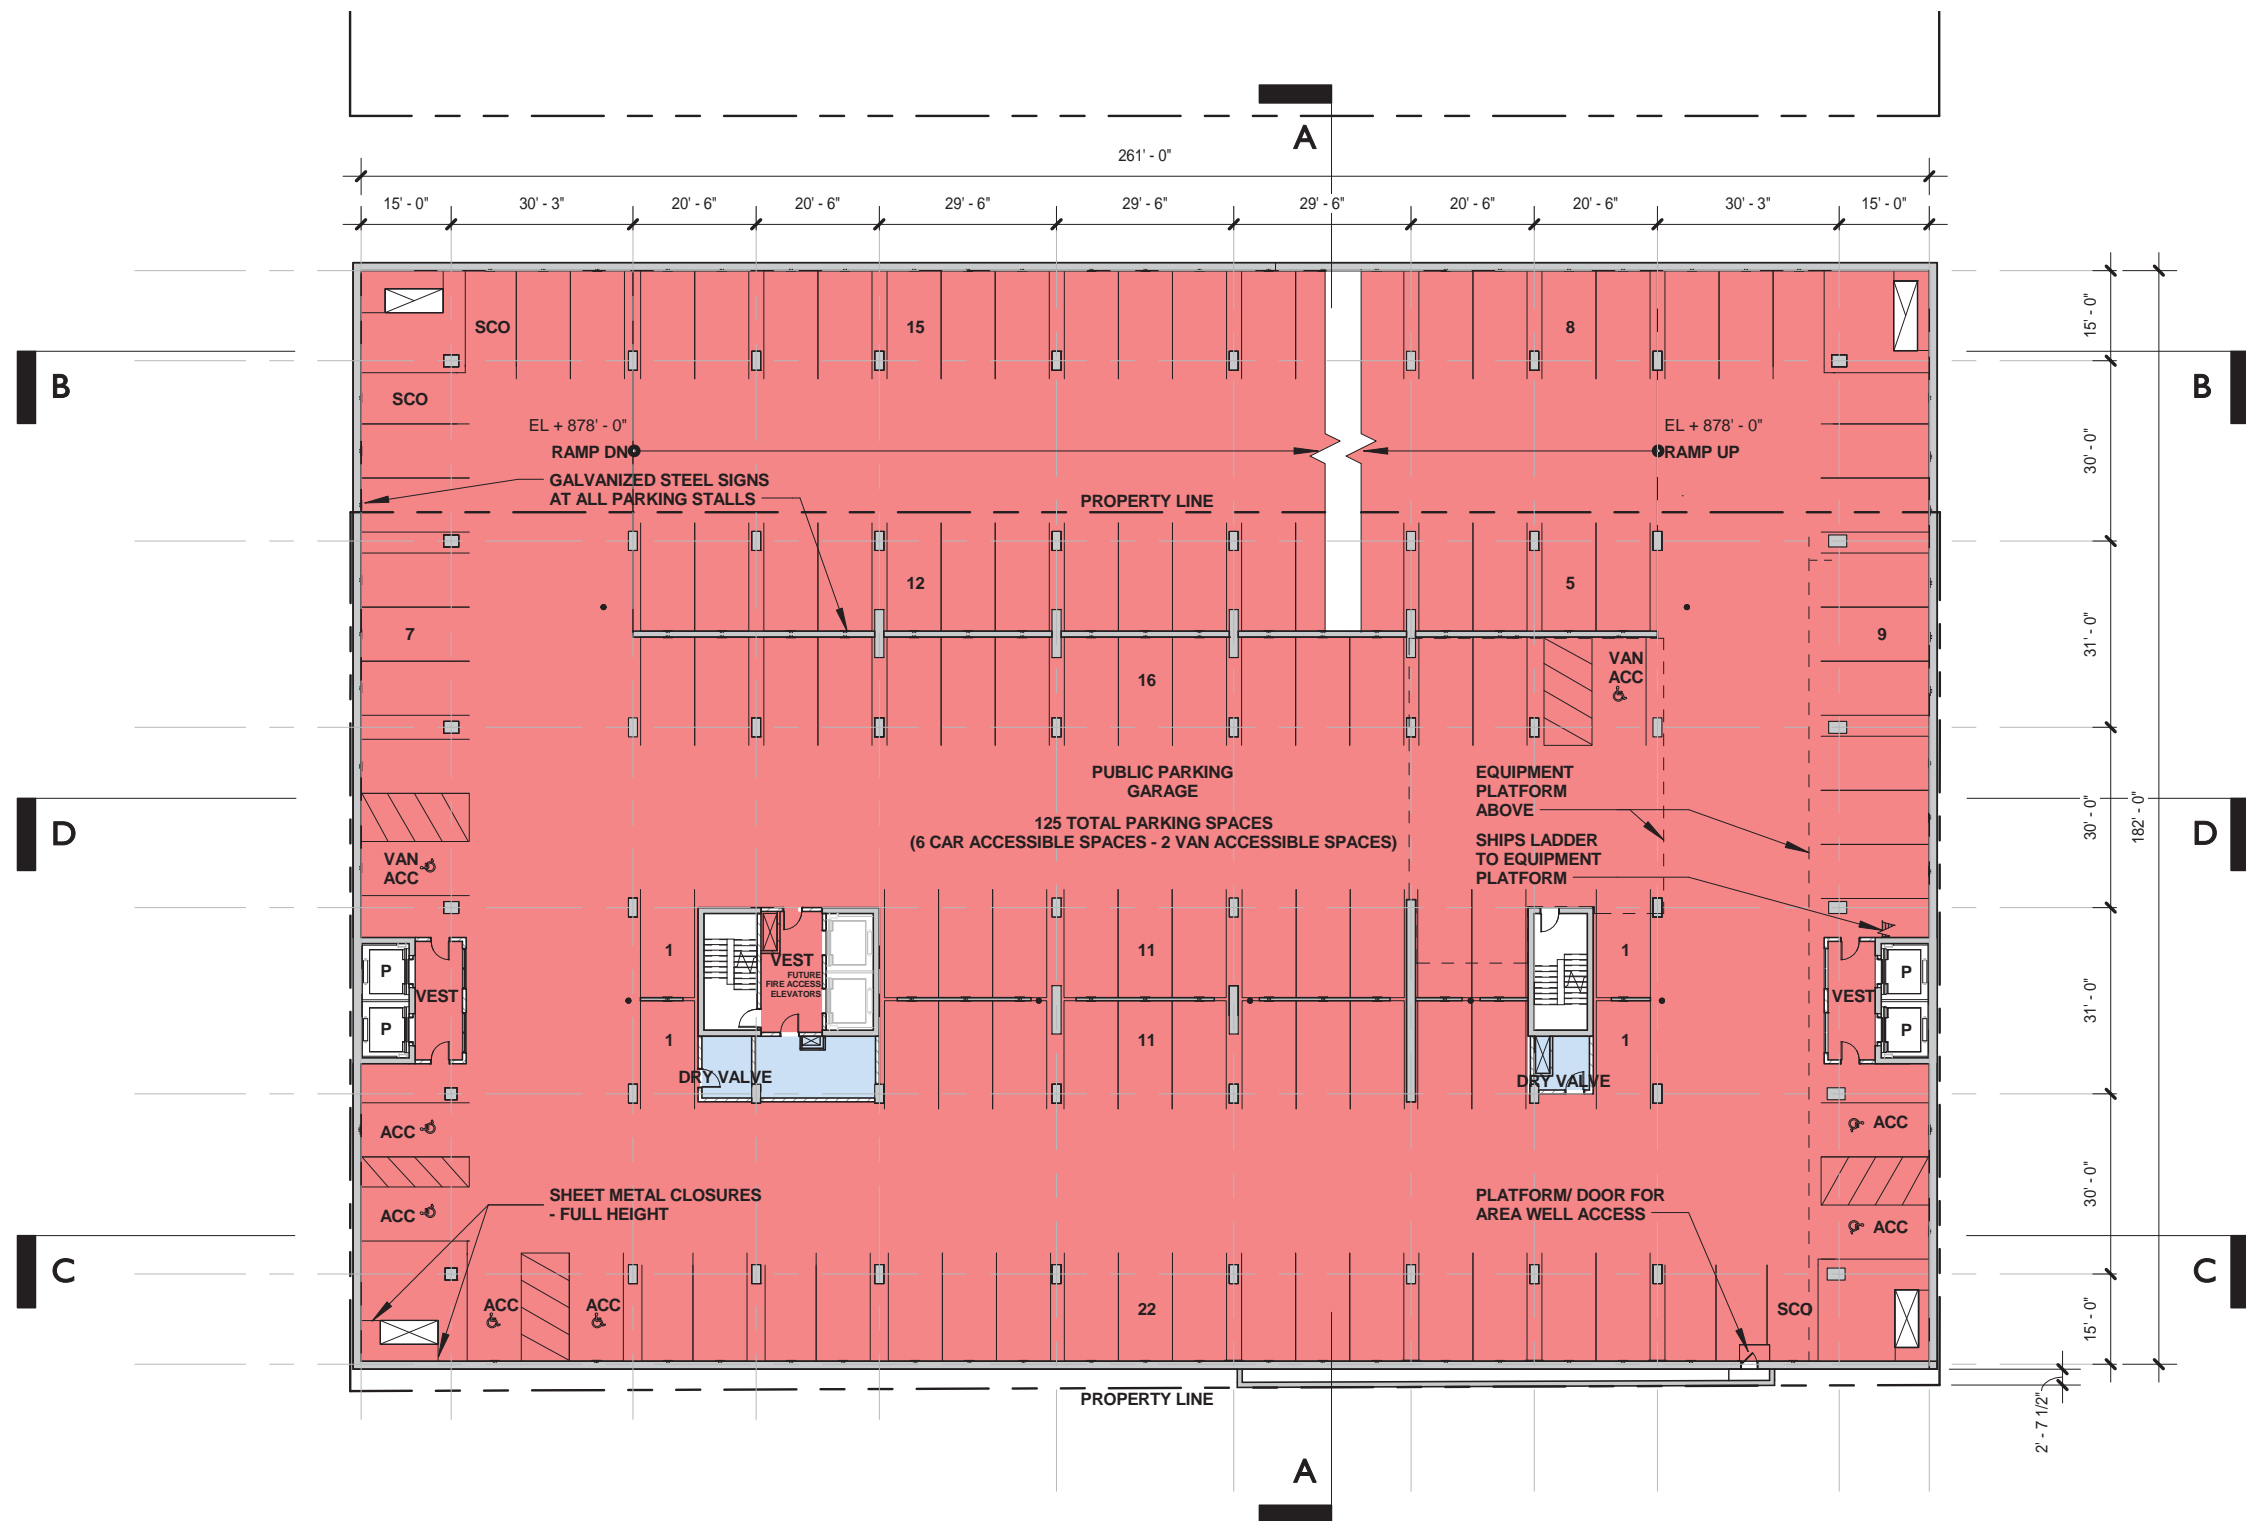 A
261' - 0"
15' - 0"
30' - 3"
20' - 6"
20' - 6"
29' - 6"
29' - 6"
29' - 6"
20' - 6"
20' - 6"
30' - 3"
15' - 0"
SCO
15
8
15' - 0"
B
SCO
B
EL + 878' - 0"
RAMP DN
EL + 878' - 0"
RAMP UP
30' - 0"
GALVANIZED STEEL SIGNS
AT ALL PARKING STALLS
PROPERTY LINE
12
5
7
9
31' - 0"
16
VAN
ACC
PUBLIC PARKING
GARAGE
125 TOTAL PARKING SPACES
(6 CAR ACCESSIBLE SPACES - 2 VAN ACCESSIBLE SPACES)
EQUIPMENT
PLATFORM
ABOVE
SHIPS LADDER
TO EQUIPMENT
PLATFORM
D
D
30' - 0"
182' - 0"
VAN
ACC
1
11
1
VEST
FUTURE
FIRE ACCESS
ELEVATORS
P
VEST
P
P
VEST
P
31' - 0"
1
11
1
DRY VALVE
DRY VALVE
ACC
ACC
SHEET METAL CLOSURES
- FULL HEIGHT
PLATFORM/ DOOR FOR
AREA WELL ACCESS
30' - 0"
ACC
ACC
C
C
ACC
ACC
22
SCO
15' - 0"
PROPERTY LINE
2' - 7 1/2"
A